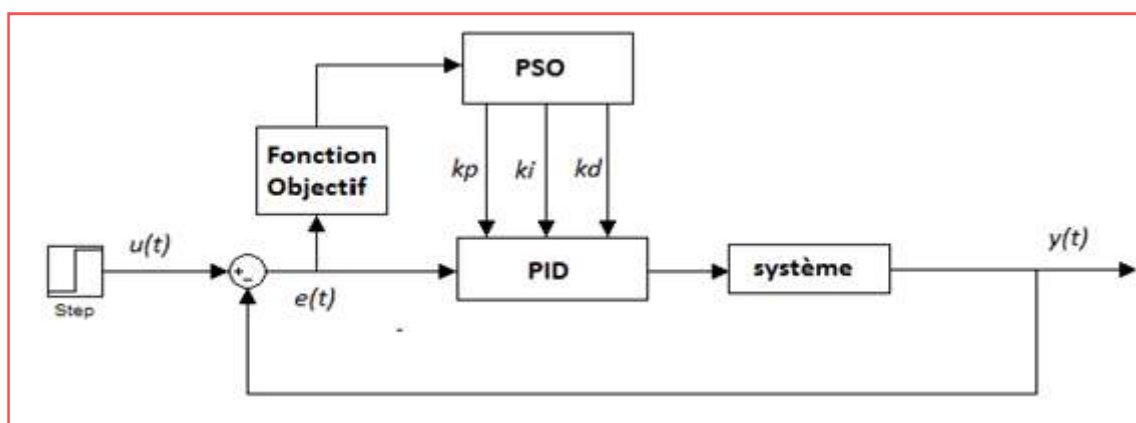 PSO
Fonction
Objectif
kp
ki
kd
u(t)
+
-
e(t)
PID
système
y(t)
Step